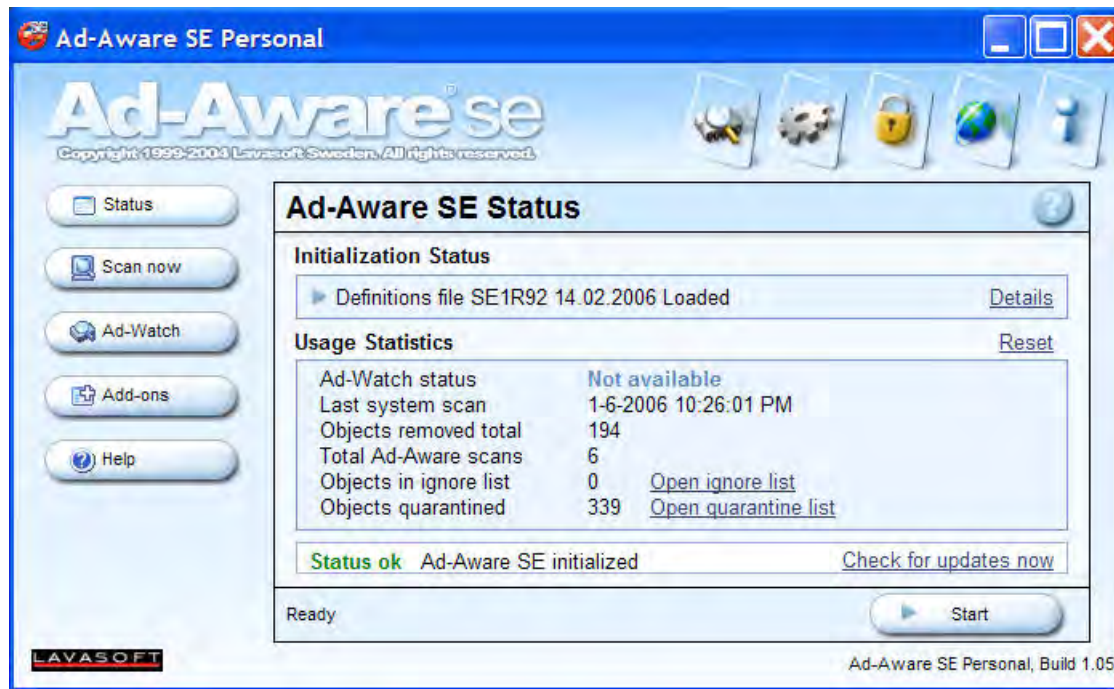 Ad-Aware SE Personal
Ad-Aware se
Copyright 1999-2004 Lavasoft Sweden. All rights reserved.
Status
Scan now
Ad-Watch
Add-ons
Help
Ad-Aware SE Status
Initialization Status
Definitions file SE1R92 14.02.2006 Loaded Details
Usage Statistics Reset
Ad-Watch status Not available
Last system scan 1-6-2006 10:26:01 PM
Objects removed total 194
Total Ad-Aware scans 6
Objects in ignore list 0 Open ignore list
Objects quarantined 339 Open quarantine list
Status ok Ad-Aware SE initialized Check for updates now
Ready Start
LAVASOFT
Ad-Aware SE Personal, Build 1.05